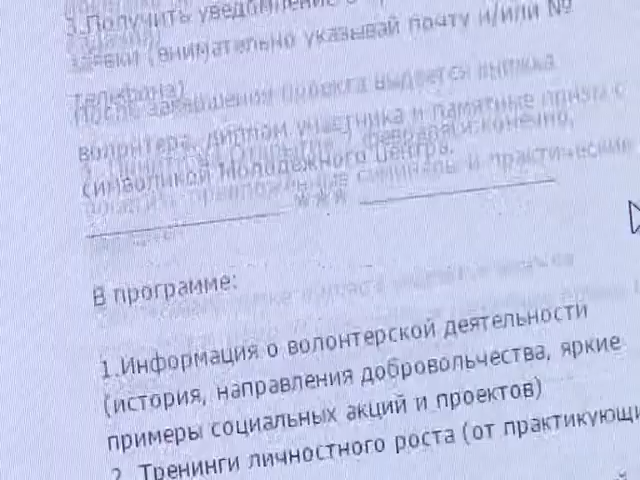 3.Получить уведомление о
заявки (внимательно указывай почту и/или №
телефона)
После завершения проекта выдается книжка
волонтера, диплом участника и памятные призы с
символикой Молодежного Центра.
***
В программе:
1.Информация о волонтерской деятельности
(история, направления добровольчества, яркие
примеры социальных акций и проектов)
2. Тренинги личностного роста (от практикующи